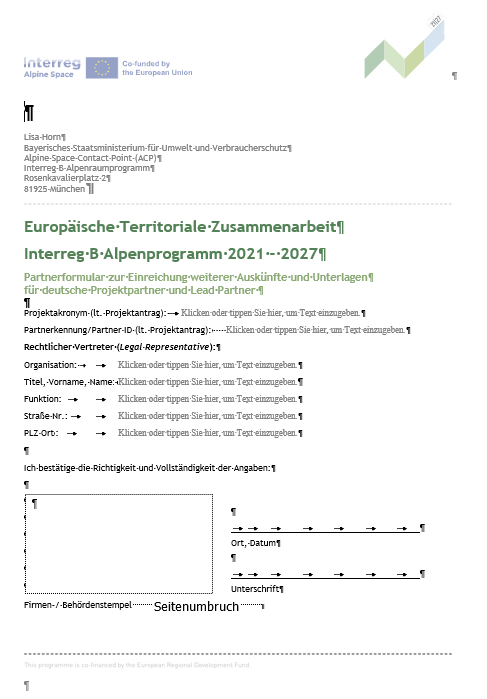 2027
Interreg
Alpine Space
Co-funded by
the European Union
Lisa Horn
Bayerisches Staatsministerium für Umwelt und Verbraucherschutz
Alpine Space Contact Point (ACP)
Interreg B Alpenraumprogramm
Rosenkavalierplatz 2
81925 München
Europäische Territoriale Zusammenarbeit
Interreg B Alpenprogramm 2021 – 2027
Partnerformular zur Einreichung weiterer Auskünfte und Unterlagen
für deutsche Projektpartner und Lead Partner
Projektakronym (lt. Projektantrag): Klicken oder tippen Sie hier, um Text einzugeben.
Partnerkennung/Partner-ID (lt. Projektantrag): Klicken oder tippen Sie hier, um Text einzugeben.
Rechtlicher Vertreter (Legal Representative):
Organisation: Klicken oder tippen Sie hier, um Text einzugeben.
Titel, Vorname, Name: Klicken oder tippen Sie hier, um Text einzugeben.
Funktion: Klicken oder tippen Sie hier, um Text einzugeben.
Straße Nr.: Klicken oder tippen Sie hier, um Text einzugeben.
PLZ Ort: Klicken oder tippen Sie hier, um Text einzugeben.
Ich bestätige die Richtigkeit und Vollständigkeit der Angaben:
Ort, Datum
Unterschrift
Firmen-/ Behördenstempel Seitenumbruch
This programme is co-financed by the European Regional Development Fund